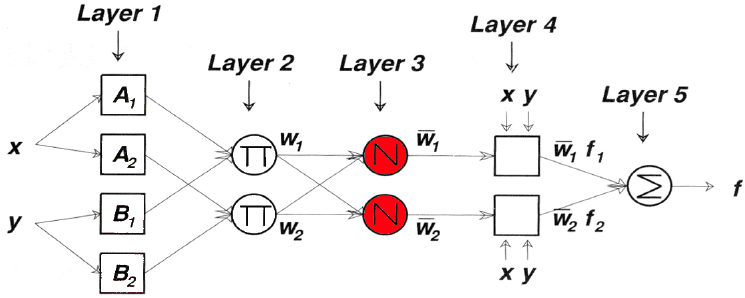 Layer 1
Layer 2
Layer 3
Layer 4
Layer 5
x
y
A₁
A₂
B₁
B₂
∏
∏
w₁
w₂
N
N
w̅₁
w̅₂
x y
x y
w̅₁ f₁
w̅₂ f₂
Σ
f